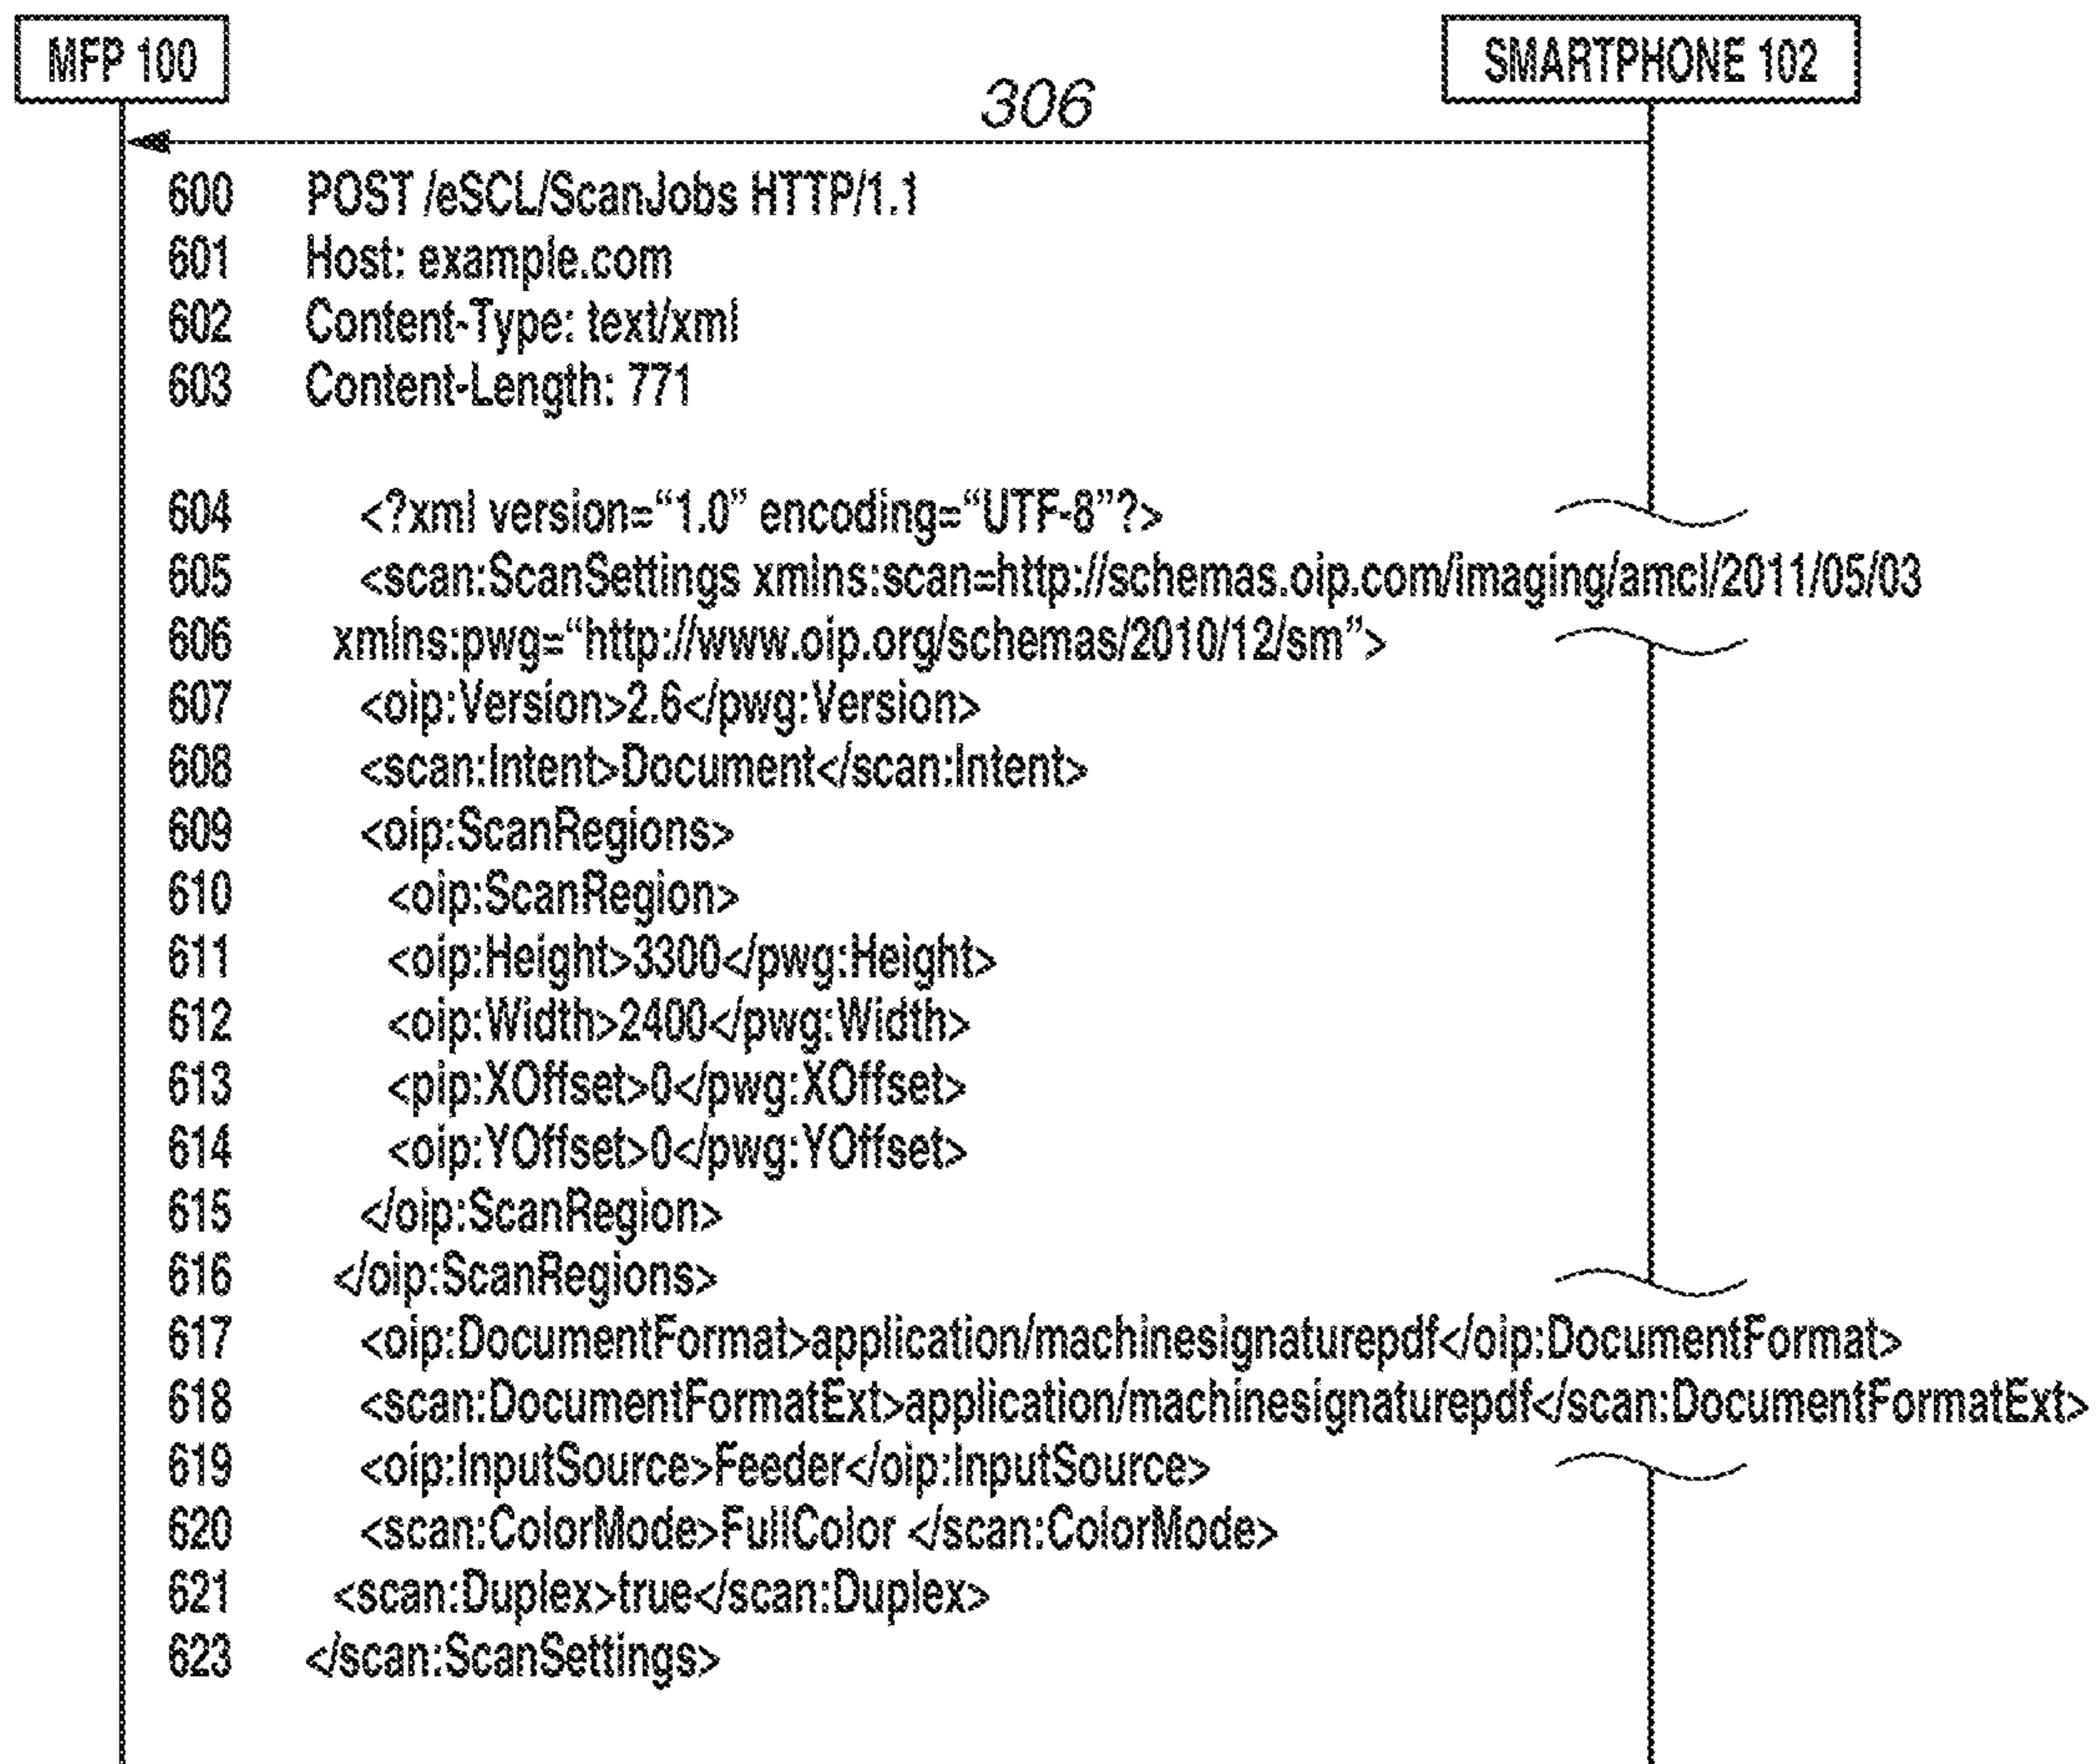 MFP 100
SMARTPHONE 102
306
600 POST /eSCL/ScanJobs HTTP/1.1
601 Host: example.com
602 Content-Type: text/xml
603 Content-Length: 771
604 <?xml version=“1.0” encoding=“UTF-8”?>
605 <scan:ScanSettings xmlns:scan=http://schemas.oip.com/imaging/amcl/2011/05/03
606 xmlns:pwg=“http://www.oip.org/schemas/2010/12/sm”>
607 <oip:Version>2.6</pwg:Version>
608 <scan:Intent>Document</scan:Intent>
609 <oip:ScanRegions>
610 <oip:ScanRegion>
611 <oip:Height>3300</pwg:Height>
612 <oip:Width>2400</pwg:Width>
613 <pip:XOffset>0</pwg:XOffset>
614 <oip:YOffset>0</pwg:YOffset>
615 </oip:ScanRegion>
616 </oip:ScanRegions>
617 <oip:DocumentFormat>application/machinesignaturepdf</oip:DocumentFormat>
618 <scan:DocumentFormatExt>application/machinesignaturepdf</scan:DocumentFormatExt>
619 <oip:InputSource>Feeder</oip:InputSource>
620 <scan:ColorMode>FullColor </scan:ColorMode>
621 <scan:Duplex>true</scan:Duplex>
623 </scan:ScanSettings>